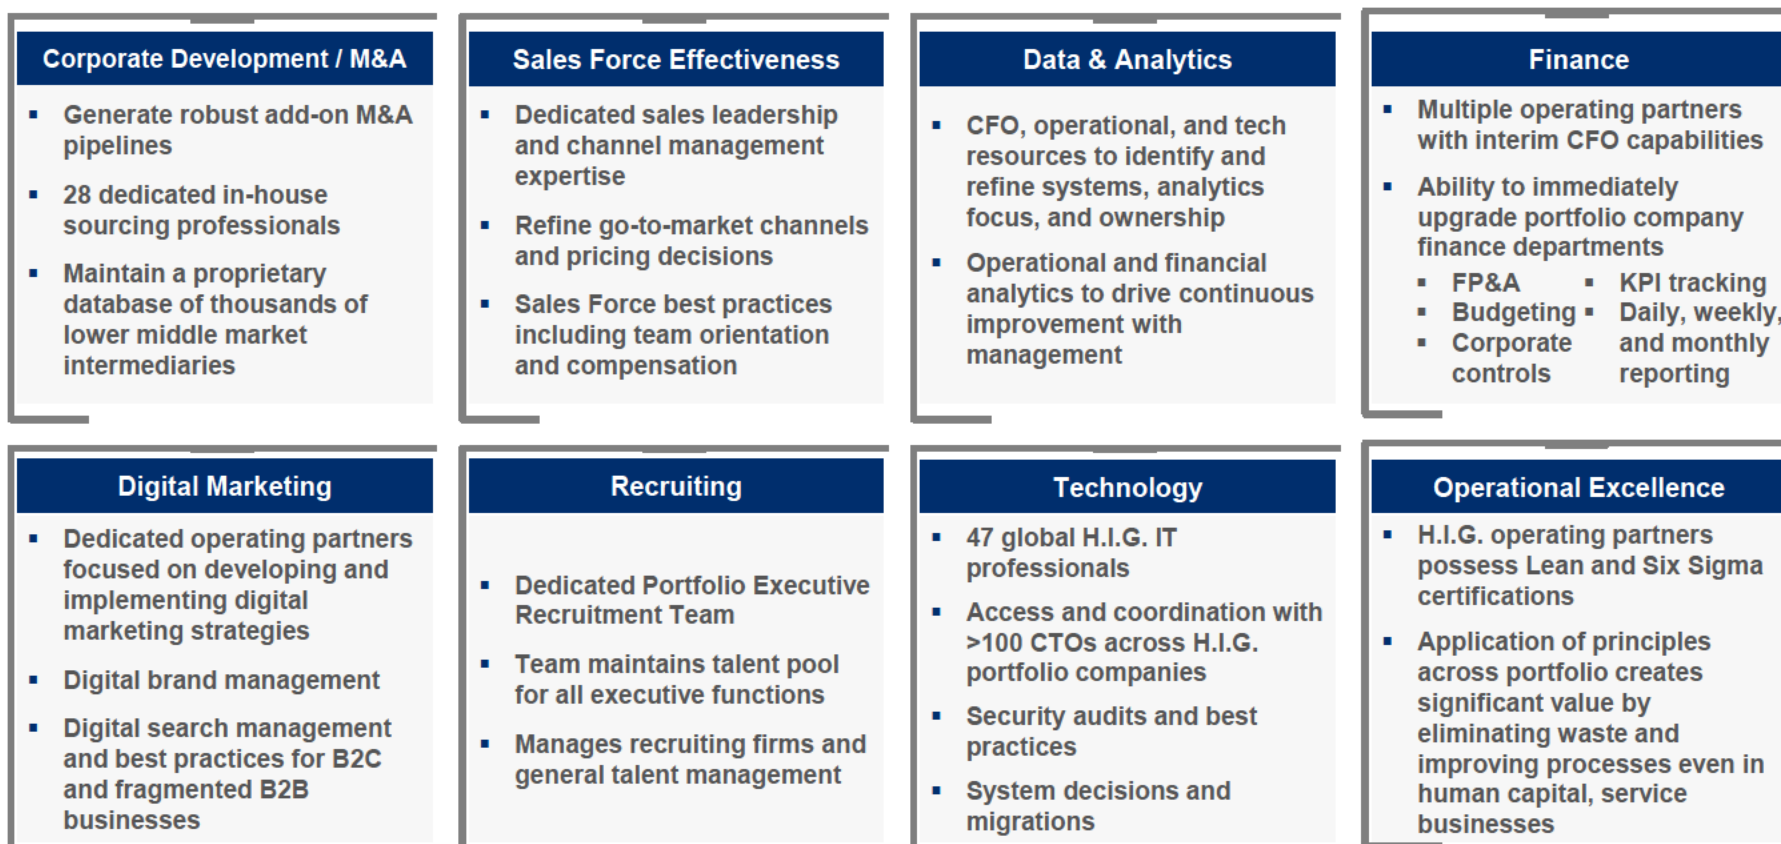 Corporate Development / M&A
▪ Generate robust add-on M&A
pipelines
▪ 28 dedicated in-house
sourcing professionals
▪ Maintain a proprietary
database of thousands of
lower middle market
intermediaries
Sales Force Effectiveness
▪ Dedicated sales leadership
and channel management
expertise
▪ Refine go-to-market channels
and pricing decisions
▪ Sales Force best practices
including team orientation
and compensation
Data & Analytics
▪ CFO, operational, and tech
resources to identify and
refine systems, analytics
focus, and ownership
▪ Operational and financial
analytics to drive continuous
improvement with
management
Finance
▪ Multiple operating partners
with interim CFO capabilities
▪ Ability to immediately
upgrade portfolio company
finance departments
▪ FP&A
▪ Budgeting
▪ Corporate
controls
▪ KPI tracking
▪ Daily, weekly,
and monthly
reporting
Digital Marketing
▪ Dedicated operating partners
focused on developing and
implementing digital
marketing strategies
▪ Digital brand management
▪ Digital search management
and best practices for B2C
and fragmented B2B
businesses
Recruiting
▪ Dedicated Portfolio Executive
Recruitment Team
▪ Team maintains talent pool
for all executive functions
▪ Manages recruiting firms and
general talent management
Technology
▪ 47 global H.I.G. IT
professionals
▪ Access and coordination with
>100 CTOs across H.I.G.
portfolio companies
▪ Security audits and best
practices
▪ System decisions and
migrations
Operational Excellence
▪ H.I.G. operating partners
possess Lean and Six Sigma
certifications
▪ Application of principles
across portfolio creates
significant value by
eliminating waste and
improving processes even in
human capital, service
businesses